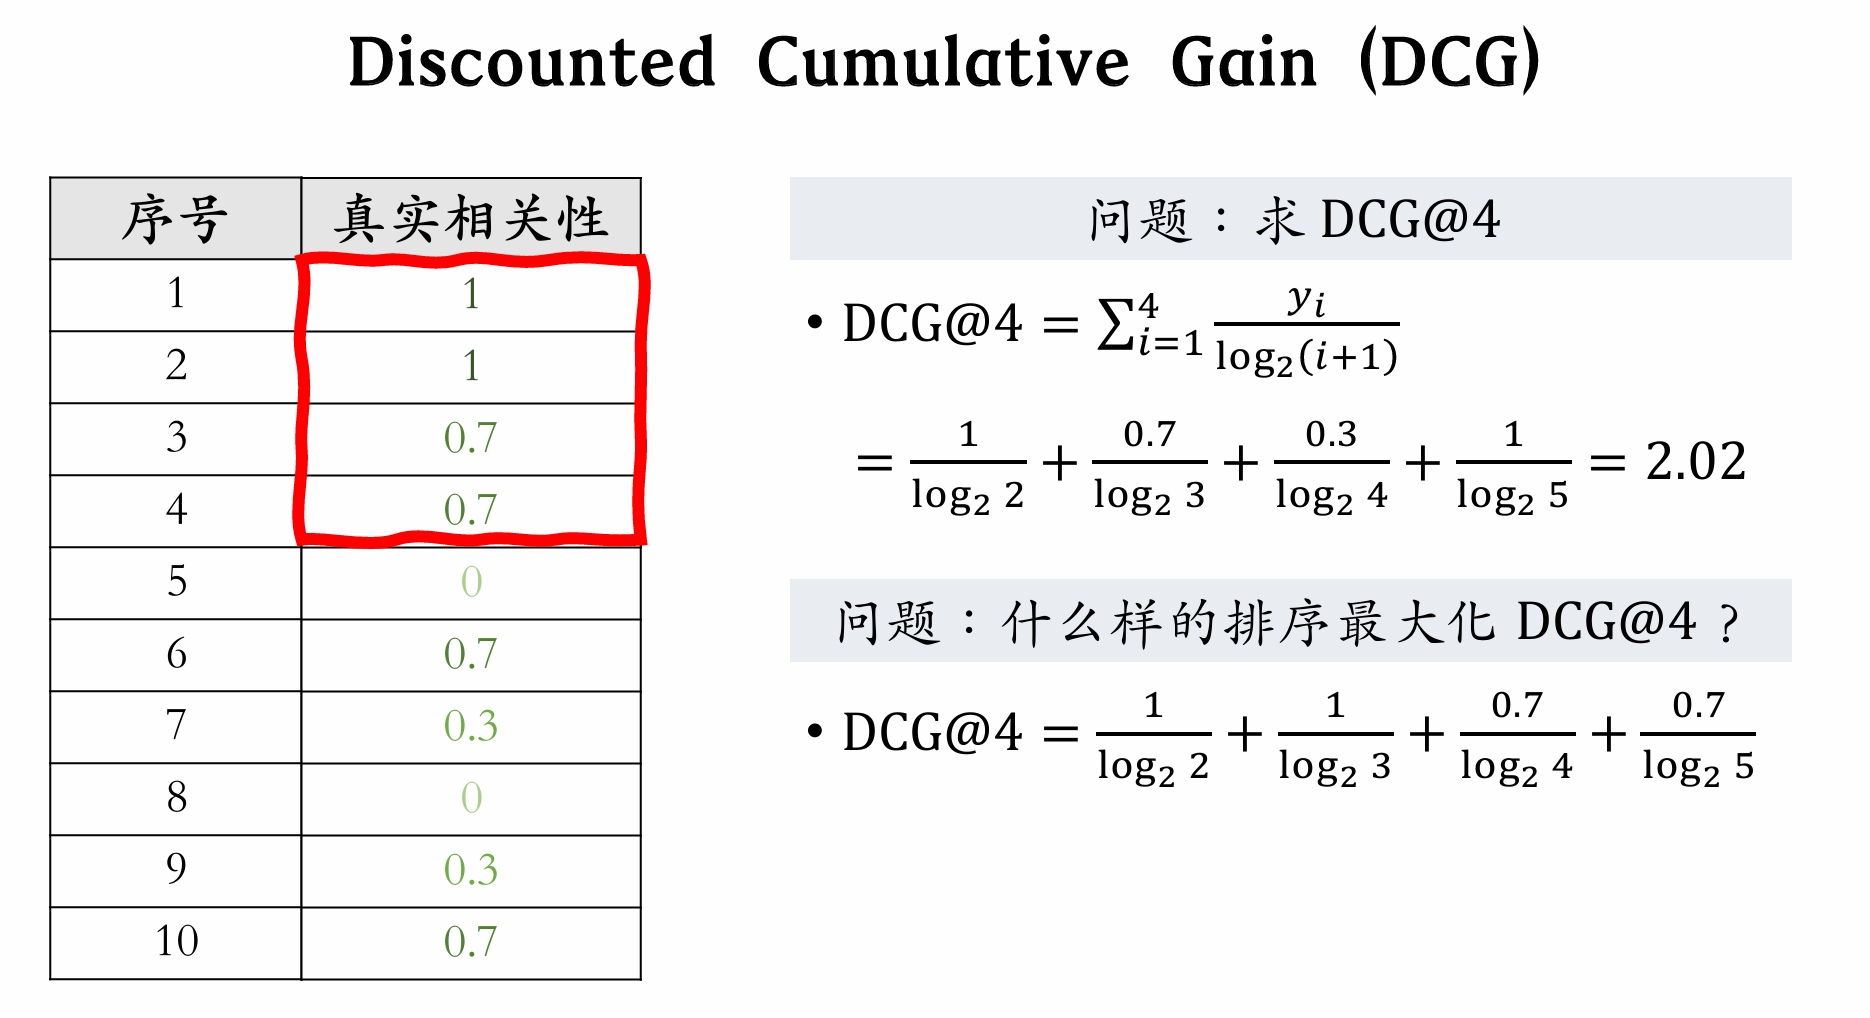 Discounted Cumulative Gain (DCG)
序号 真实相关性
1 1
2 1
3 0.7
4 0.7
5 0
6 0.7
7 0.3
8 0
9 0.3
10 0.7
问题：求 DCG@4
• DCG@4 = ∑_{i=1}^{4} \frac{y_i}{log_2(i+1)}
= \frac{1}{log_2 2} + \frac{0.7}{log_2 3} + \frac{0.3}{log_2 4} + \frac{1}{log_2 5} = 2.02
问题：什么样的排序最大化 DCG@4？
• DCG@4 = \frac{1}{log_2 2} + \frac{1}{log_2 3} + \frac{0.7}{log_2 4} + \frac{0.7}{log_2 5}